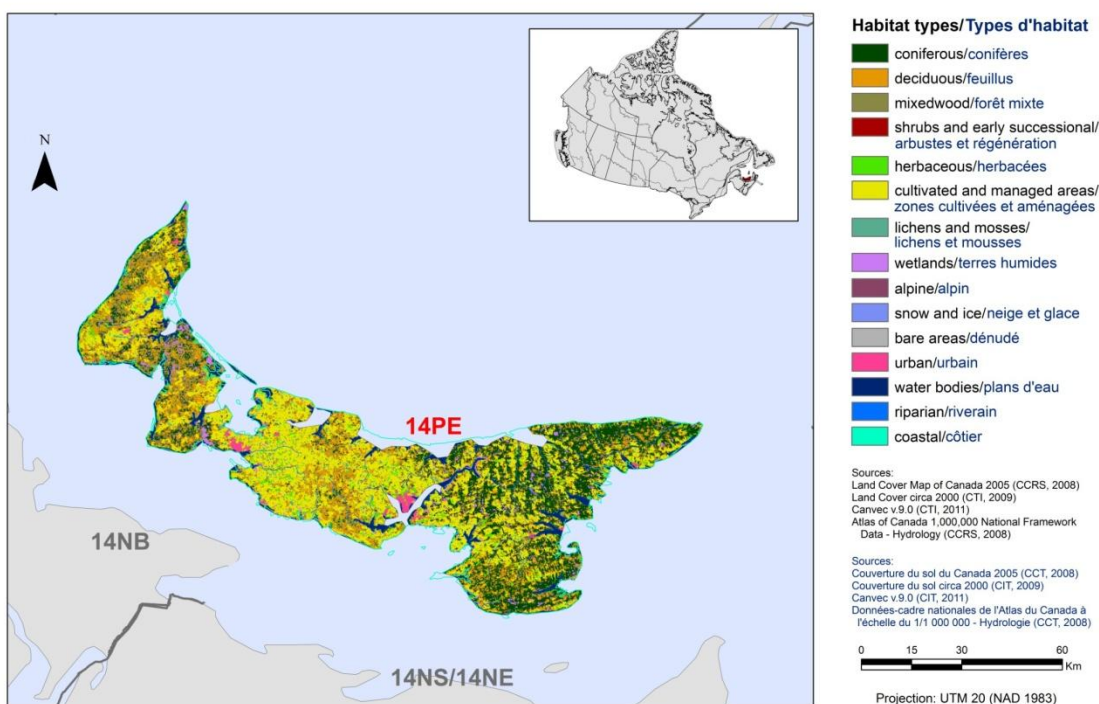 N
14PE
14NB
14NS/14NE
Habitat types/Types d'habitat
coniferous/conifères
deciduous/feuillus
mixedwood/forêt mixte
shrubs and early successional/
arbustes et régénération
herbaceous/herbacées
cultivated and managed areas/
zones cultivées et aménagées
lichens and mosses/
lichens et mousses
wetlands/terres humides
alpine/alpin
snow and ice/neige et glace
bare areas/dénudé
urban/urbain
water bodies/plans d'eau
riparian/riverain
coastal/côtier
Sources:
Land Cover Map of Canada 2005 (CCRS, 2008)
Land Cover circa 2000 (CTI, 2009)
Canvec v.9.0 (CTI, 2011)
Atlas of Canada 1,000,000 National Framework
Data - Hydrology (CCRS, 2008)
Sources:
Couverture du sol du Canada 2005 (CCT, 2008)
Couverture du sol circa 2000 (CIT, 2009)
Canvec v.9.0 (CIT, 2011)
Données-cadre nationales de l'Atlas du Canada à
l'échelle du 1/1 000 000 - Hydrologie (CCT, 2008)
0 15 30 60
Km
Projection: UTM 20 (NAD 1983)